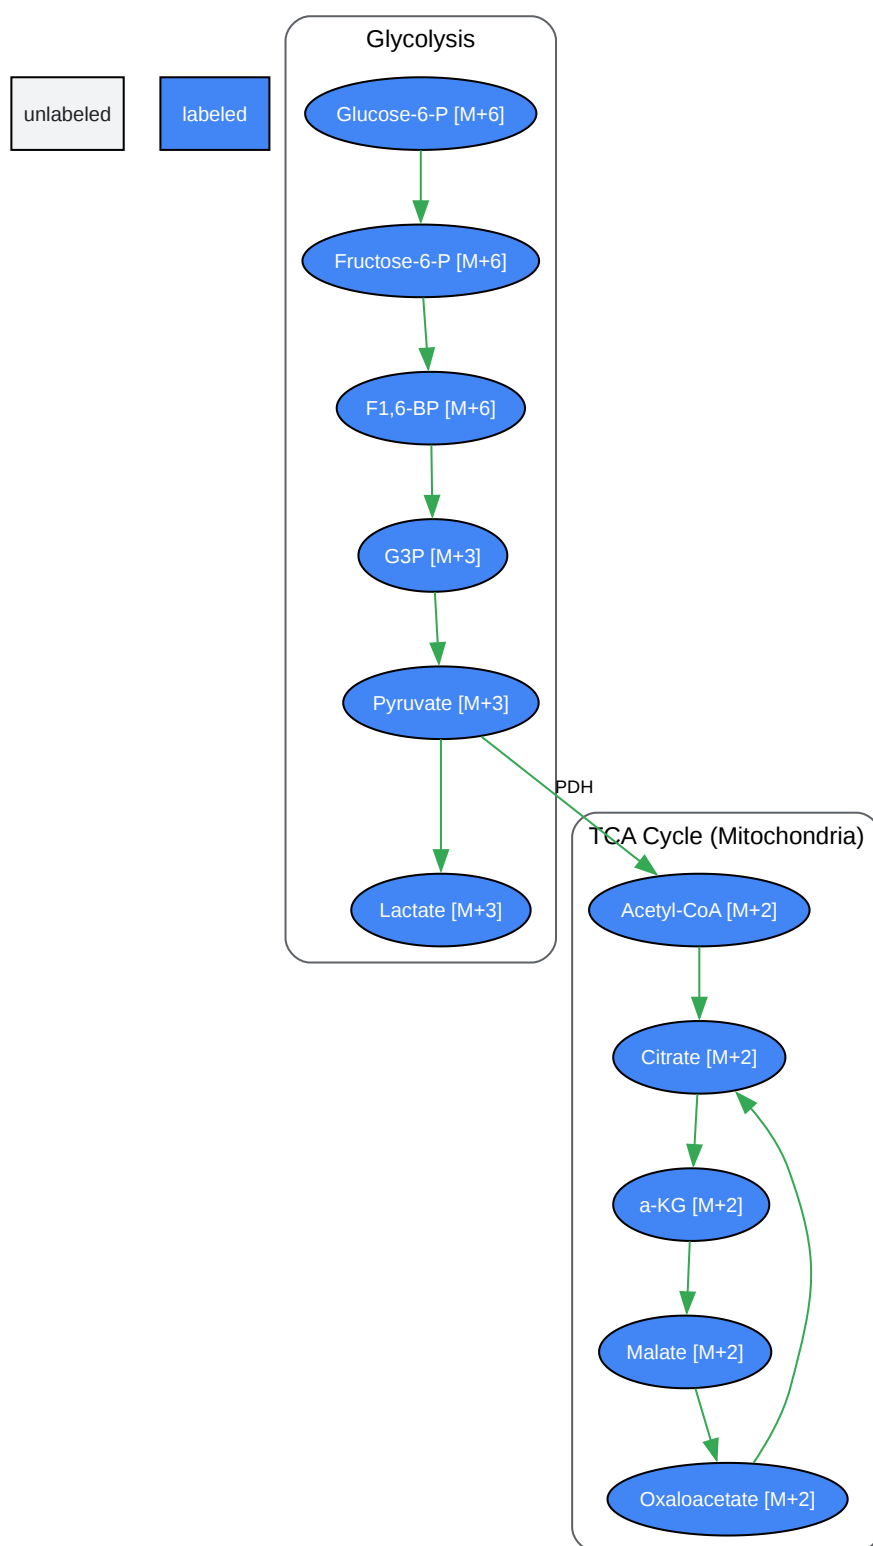 Glycolysis
unlabeled
labeled
Glucose-6-P [M+6]
Fructose-6-P [M+6]
F1,6-BP [M+6]
G3P [M+3]
Pyruvate [M+3]
PDH
TCA Cycle (Mitochondria)
Lactate [M+3]
Acetyl-CoA [M+2]
Citrate [M+2]
a-KG [M+2]
Malate [M+2]
Oxaloacetate [M+2]